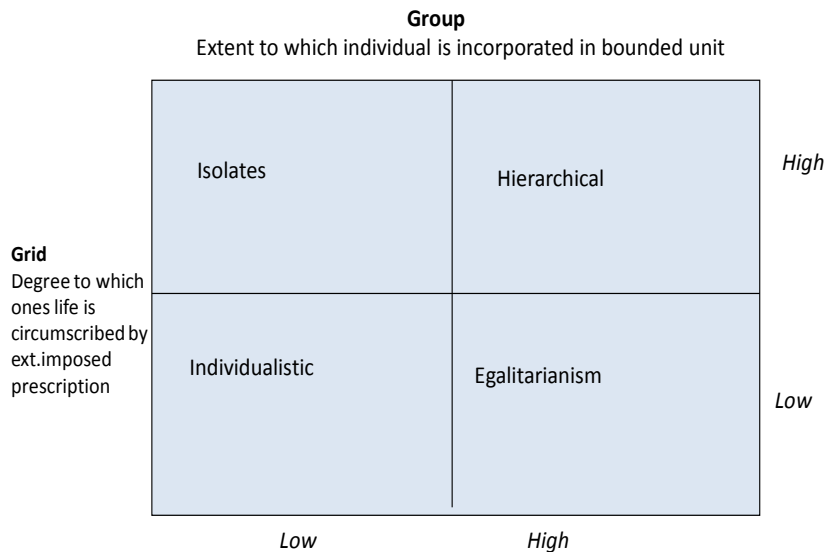 Group
Extent to which individual is incorporated in bounded unit
Isolates
Hierarchical
High
Grid
Degree to which
ones life is
circumscribed by
ext.imposed
prescription
Individualistic
Egalitarianism
Low
Low
High